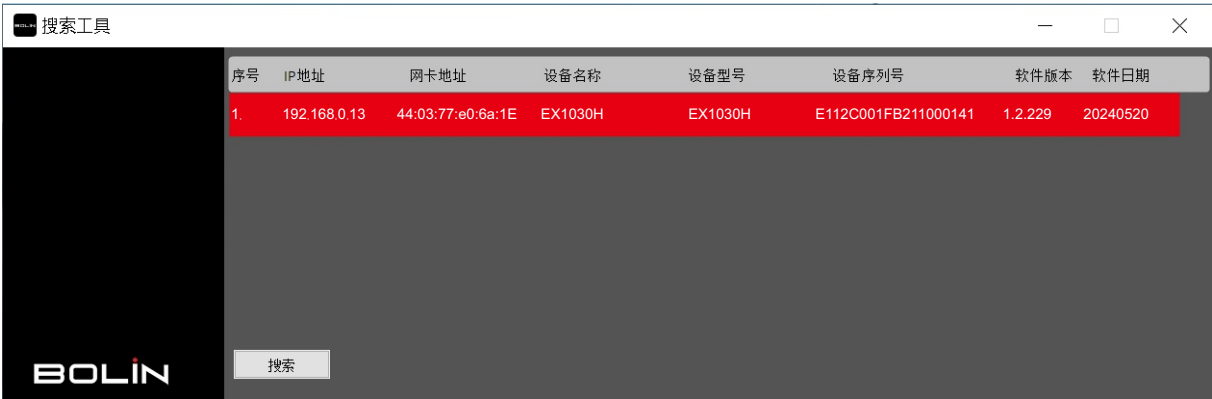 BOLIN 搜索工具
序号 IP地址 网卡地址 设备名称 设备型号 设备序列号 软件版本 软件日期
1. 192.168.0.13 44:03:77:e0:6a:1E EX1030H EX1030H E112C001FB211000141 1.2.229 20240520
搜索
BOLIN